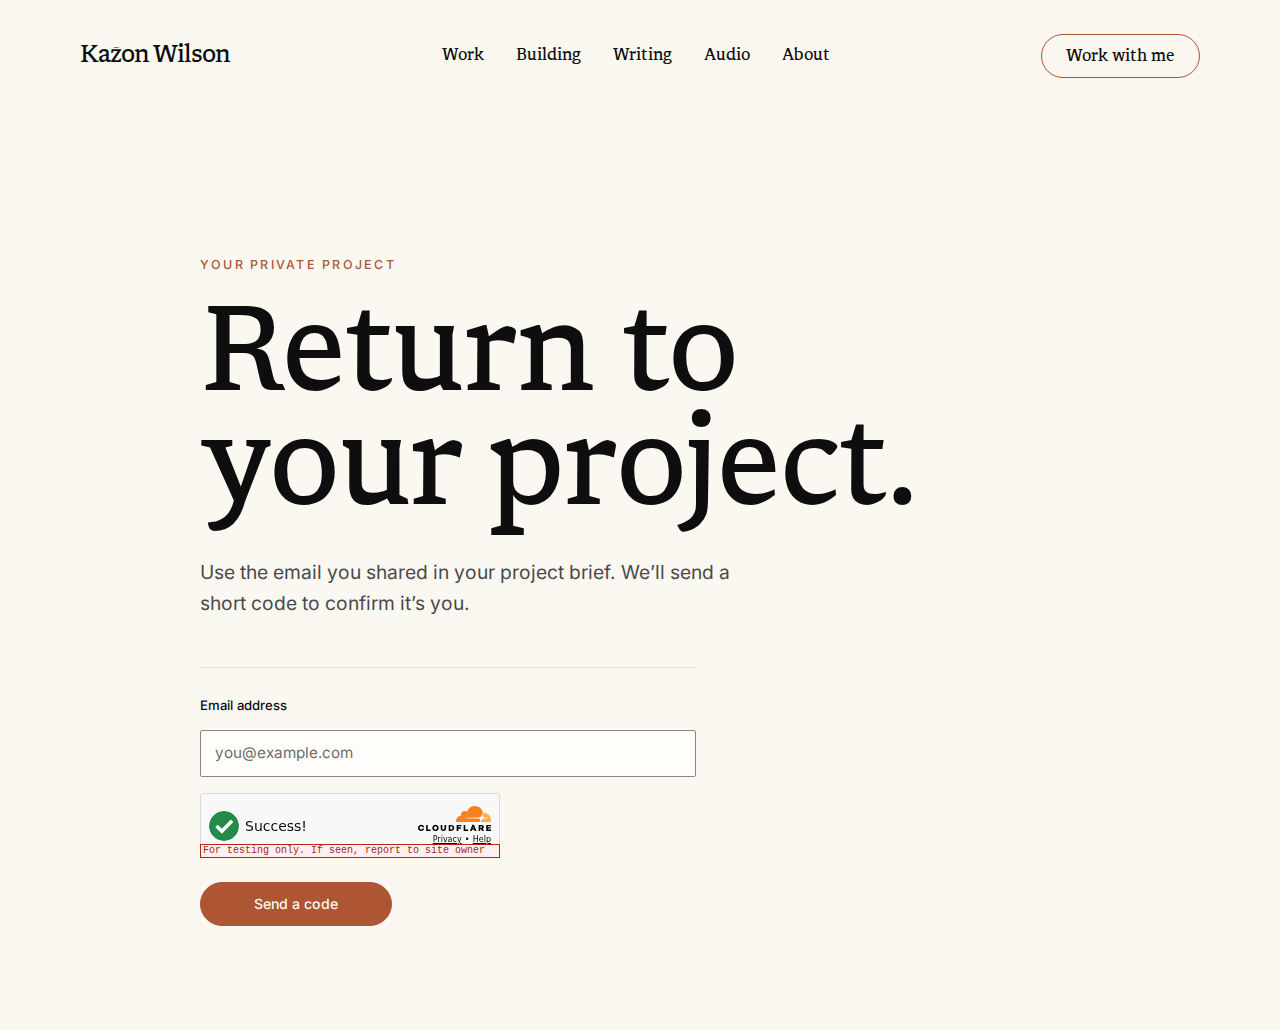 Kažon Wilson
Work
Building
Writing
Audio
About
Work with me
YOUR PRIVATE PROJECT
Return to
your project.
Use the email you shared in your project brief. We’ll send a
short code to confirm it’s you.
Email address
you@example.com
Success!
CLOUDFLARE
Privacy • Help
For testing only. If seen, report to site owner
Send a code